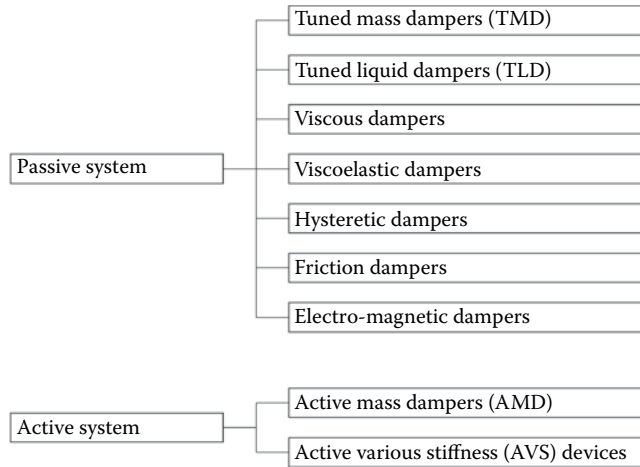 Tuned mass dampers (TMD)
Tuned liquid dampers (TLD)
Viscous dampers
Passive system
Viscoelastic dampers
Hysteretic dampers
Friction dampers
Electro-magnetic dampers
Active mass dampers (AMD)
Active system
Active various stiffness (AVS) devices